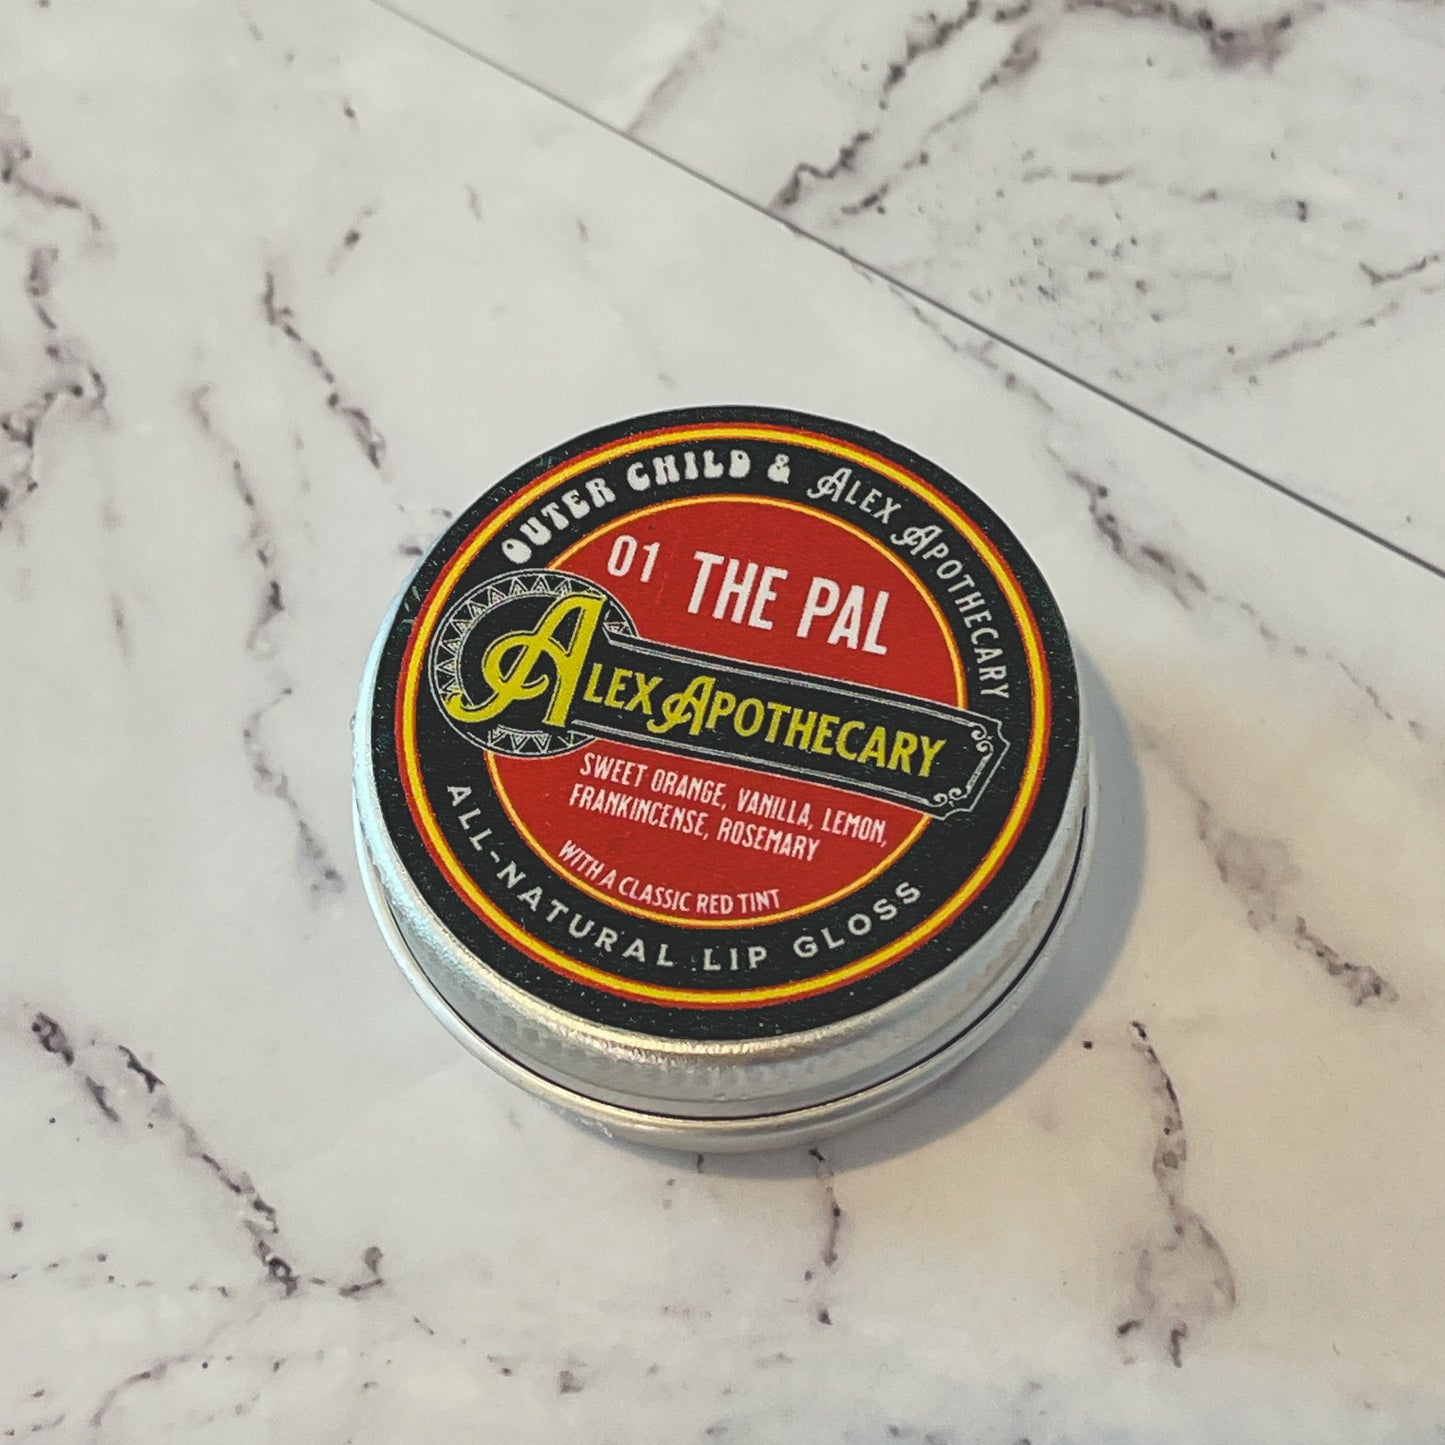 OUTER CHILD & ALEX APOTHECARY
01 THE PAL
ALEX APOTHECARY
SWEET ORANGE, VANILLA, LEMON,
FRANKINCENSE, ROSEMARY
WITH A CLASSIC RED TINT
ALL-NATURAL LIP GLOSS